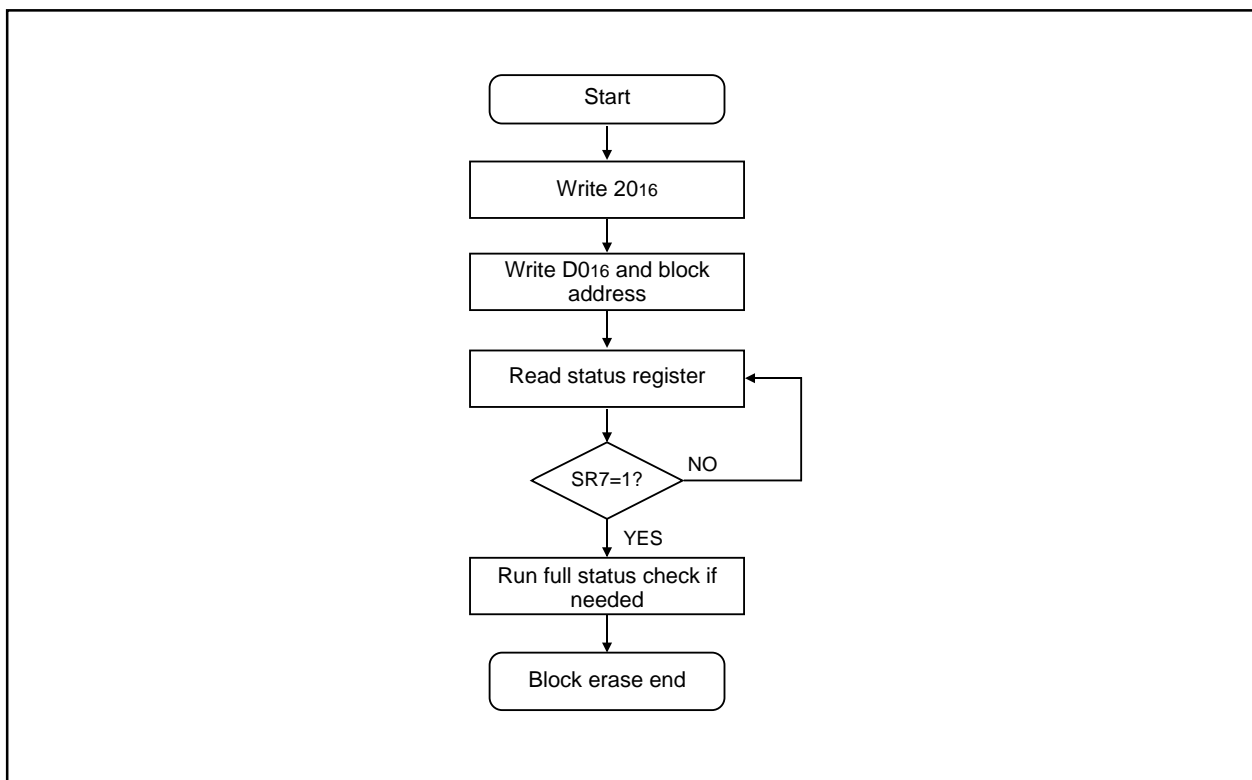 Start
Write 2016
Write D016 and block
address
Read status register
SR7=1?
NO
YES
Run full status check if
needed
Block erase end